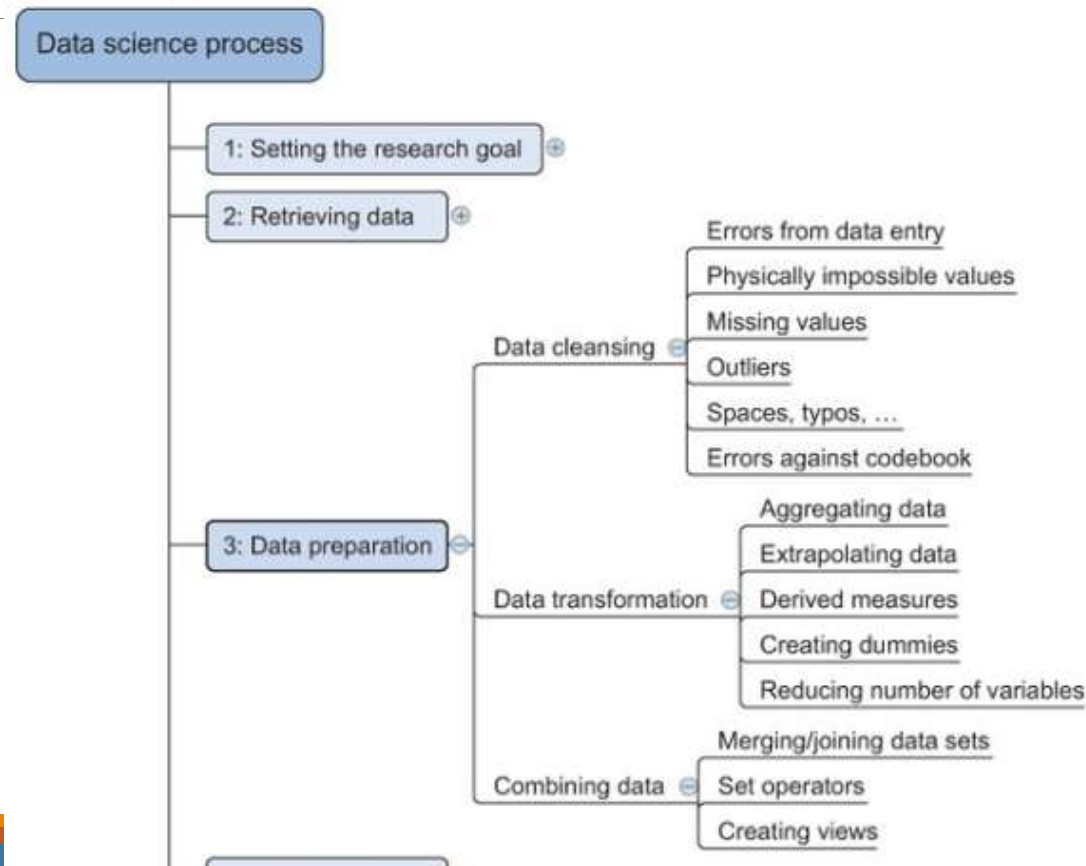 Data science process
1: Setting the research goal
2: Retrieving data
3: Data preparation
Data cleansing
Errors from data entry
Physically impossible values
Missing values
Outliers
Spaces, typos, ...
Errors against codebook
Data transformation
Aggregating data
Extrapolating data
Derived measures
Creating dummies
Reducing number of variables
Combining data
Merging/joining data sets
Set operators
Creating views